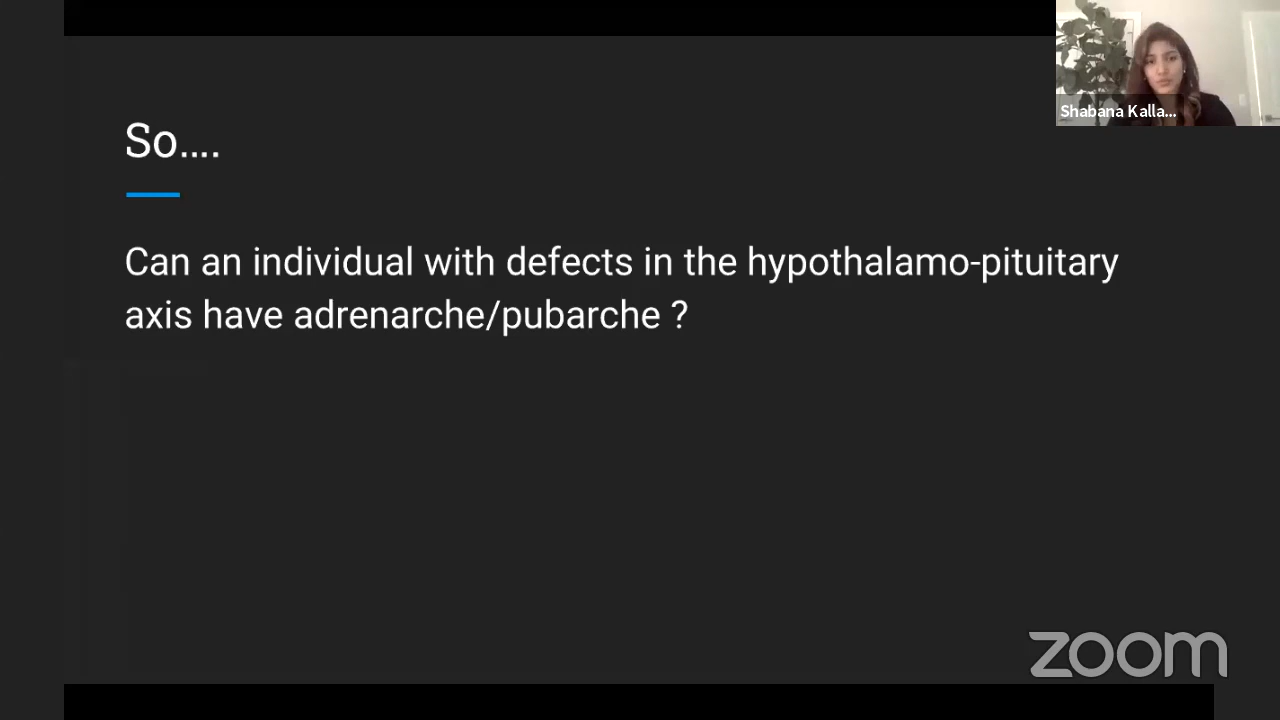 Shabana Kalla...
So....
Can an individual with defects in the hypothalamo-pituitary
axis have adrenarche/pubarche ?
zoom